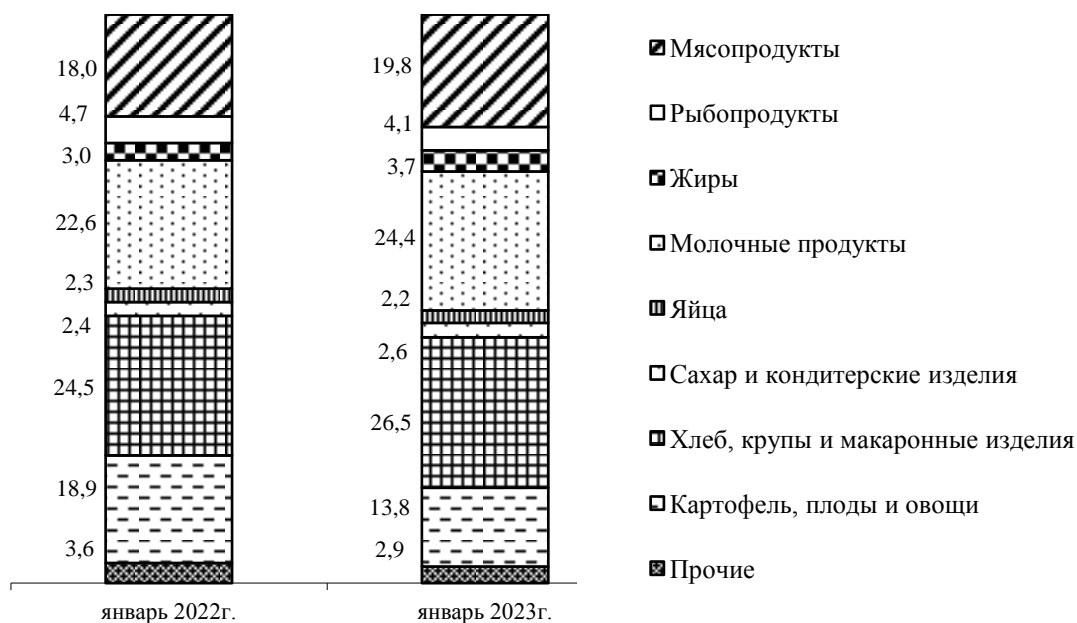 18,0
4,7
3,0
22,6
2,3
2,4
24,5
18,9
3,6
январь 2022г.
19,8
4,1
3,7
24,4
2,2
2,6
26,5
13,8
2,9
январь 2023г.
Мясопродукты
Рыбопродукты
Жиры
Молочные продукты
Яйца
Сахар и кондитерские изделия
Хлеб, крупы и макаронные изделия
Картофель, плоды и овощи
Прочие